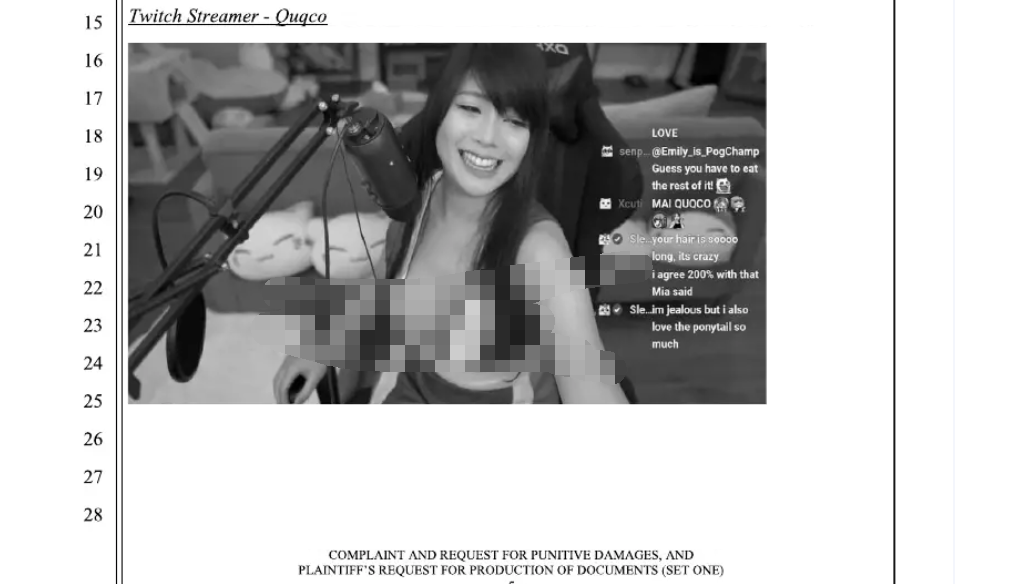 15
Twitch Streamer - Quqco
16
17
18
19
20
21
22
23
24
25
26
27
28
LOVE
senp...@Emily_is_PogChamp
Guess you have to eat
the rest of it!
Xcuti MAI QUQCO
Sle...your hair is soooo
long, its crazy
i agree 200% with that
Mia said
Sle...im jealous but i also
love the ponytail so
much
COMPLAINT AND REQUEST FOR PUNITIVE DAMAGES, AND
PLAINTIFF'S REQUEST FOR PRODUCTION OF DOCUMENTS (SET ONE)